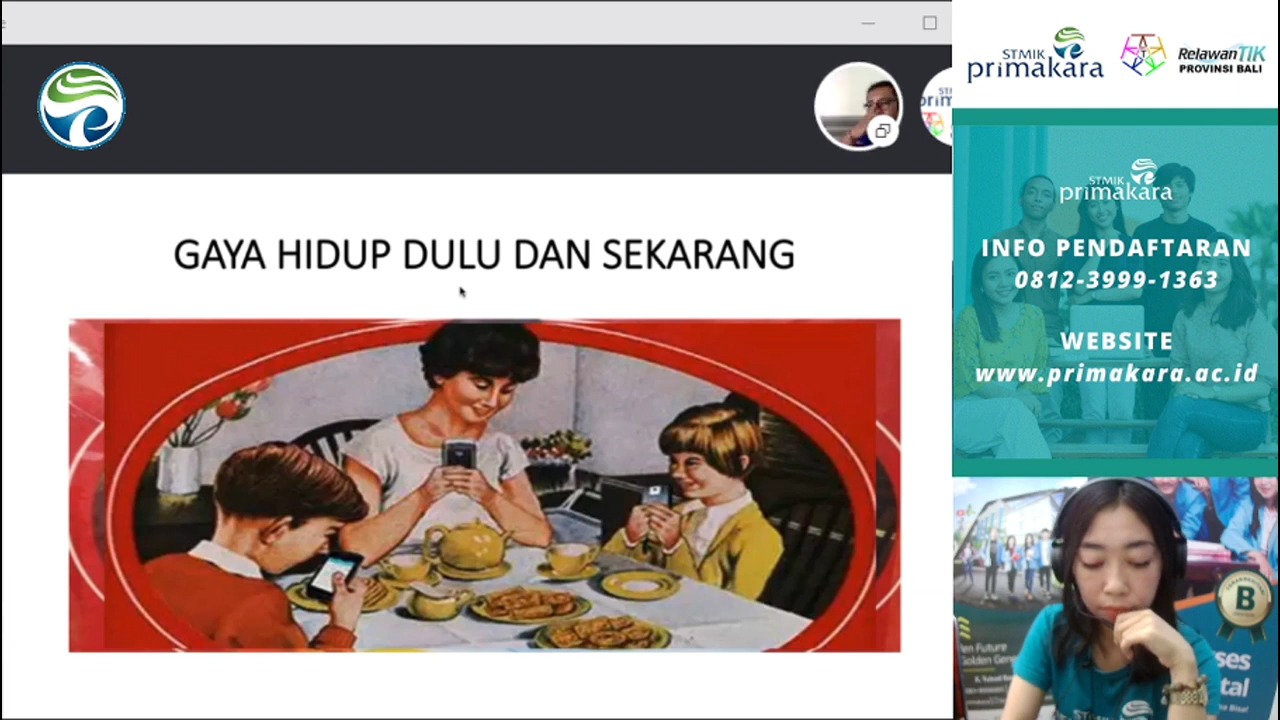 GAYA HIDUP DULU DAN SEKARANG
STMIK
primakara
RelawanTIK
PROVINSI BALI
STMIK
primakara
INFO PENDAFTARAN
0812-3999-1363
WEBSITE
www.primakara.ac.id
B